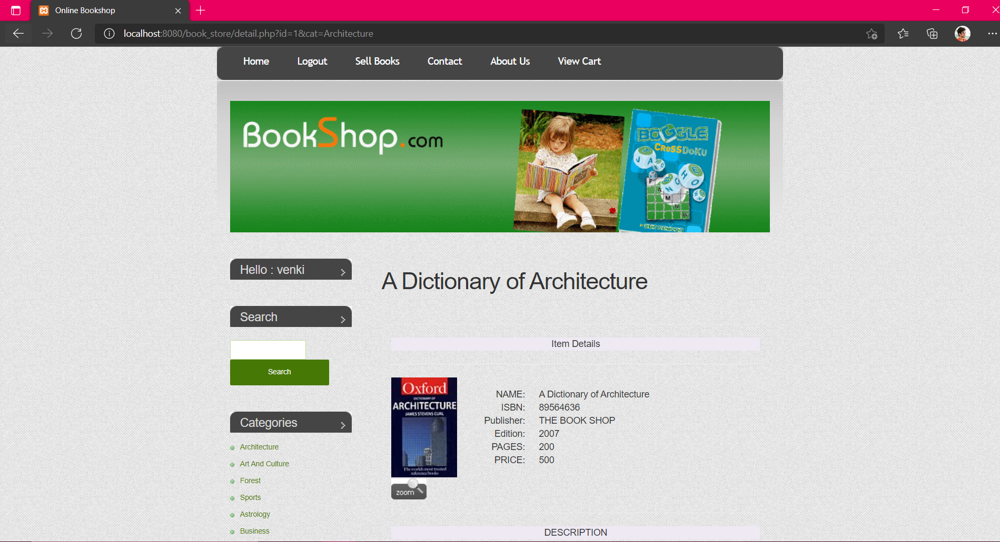 Online Bookshop
localhost:8080/book_store/detail.php?id=1&cat=Architecture
Home Logout Sell Books Contact About Us View Cart
BookShop.com
BOGGLE
CROSSDOKU
Hello : venki
A Dictionary of Architecture
Search
Item Details
Search
Oxford
DICTIONARY OF
ARCHITECTURE
JAMES STEVENS CURL
The world's most trusted
reference books
zoom
NAME: A Dictionary of Architecture
ISBN: 89564636
Publisher: THE BOOK SHOP
Edition: 2007
PAGES: 200
PRICE: 500
Categories
Architecture
Art And Culture
Forest
Sports
Astrology
Business
DESCRIPTION